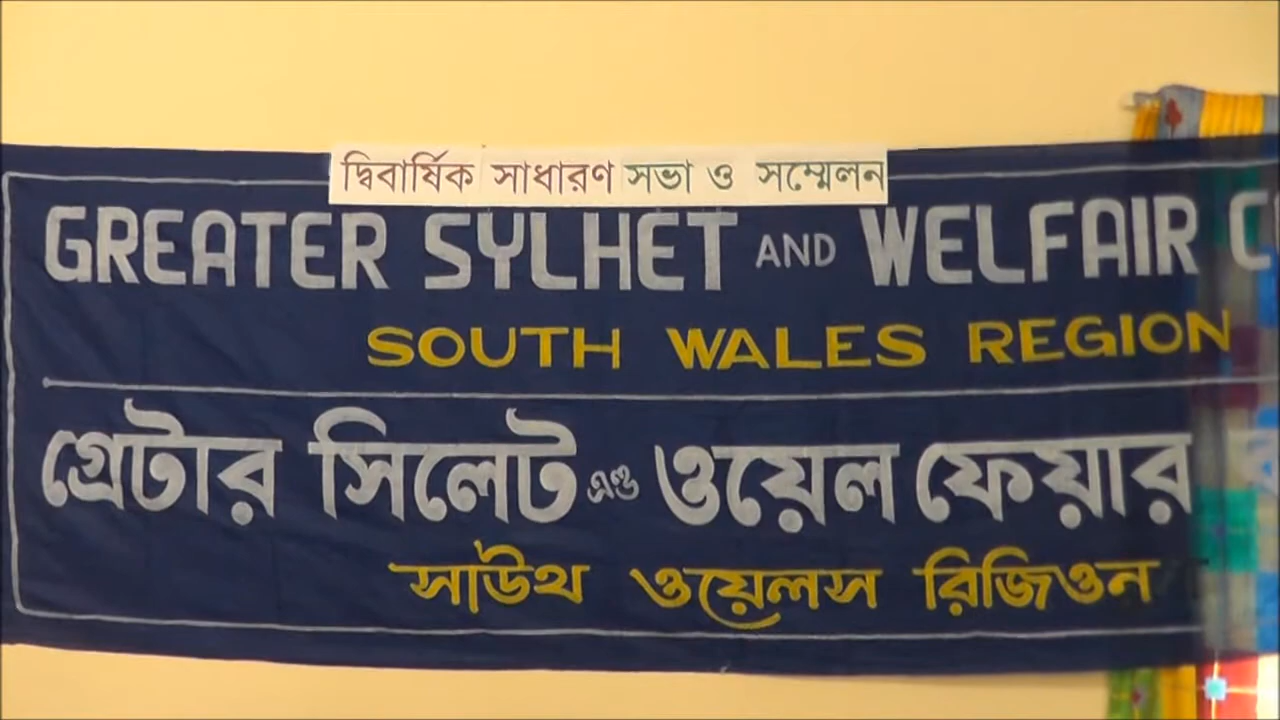 দ্বিবার্ষিক সাধারণ সভা ও সম্মেলন
GREATER SYLHET AND WELFAIR C
SOUTH WALES REGION
গ্রেটার সিলেট এণ্ড ওয়েল ফেয়ার
সাউথ ওয়েলস রিজিওন